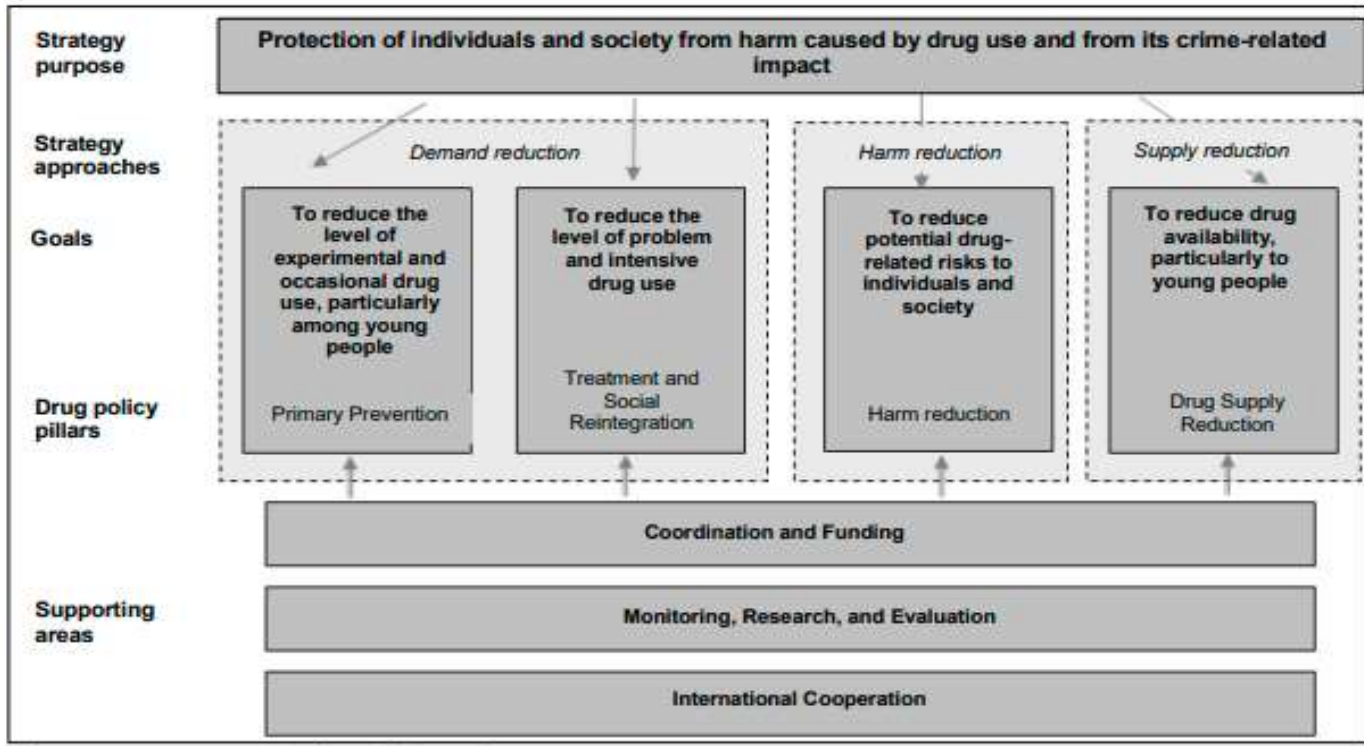 Strategy
purpose
Protection of individuals and society from harm caused by drug use and from its crime-related
impact
Strategy
approaches
Demand reduction
Harm reduction
Supply reduction
Goals
To reduce the
level of
experimental and
occasional drug
use, particularly
among young
people
To reduce the
level of problem
and intensive
drug use
To reduce
potential drug-
related risks to
individuals and
society
To reduce drug
availability,
particularly to
young people
Drug policy
pillars
Primary Prevention
Treatment and
Social
Reintegration
Harm reduction
Drug Supply
Reduction
Supporting
areas
Coordination and Funding
Monitoring, Research, and Evaluation
International Cooperation